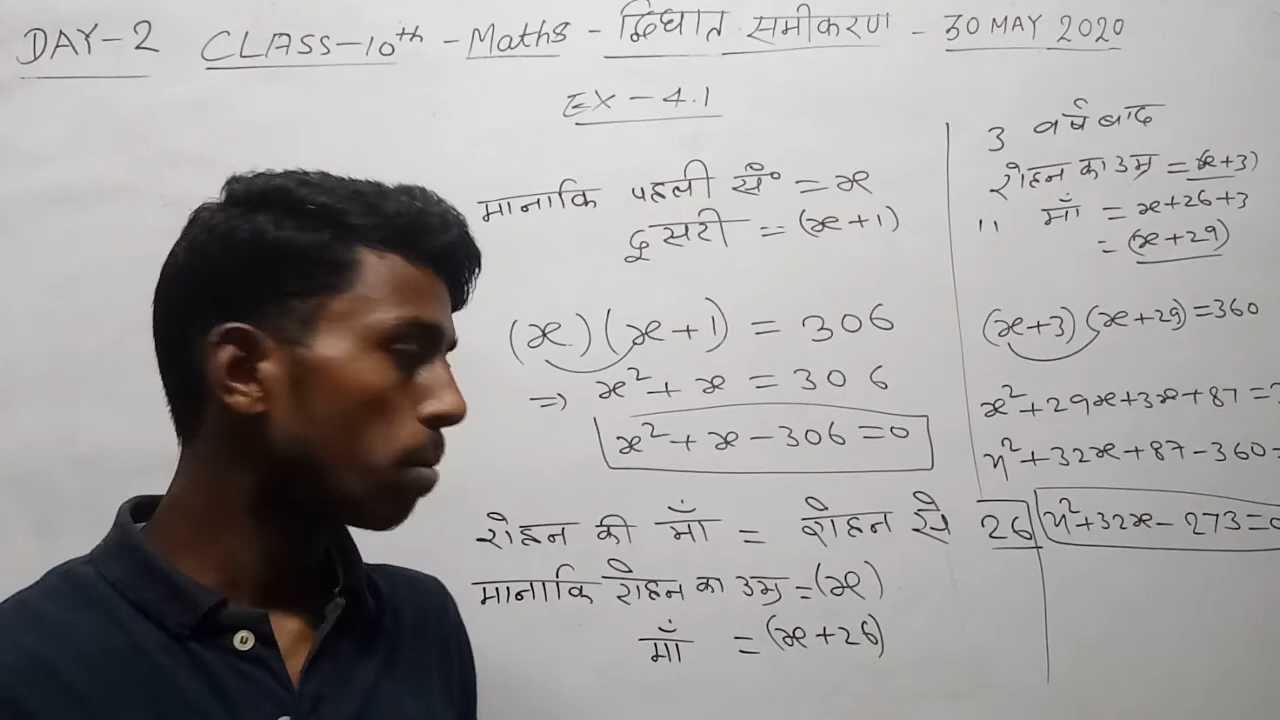 DAY-2 CLASS-10th - Maths - द्विघात समीकरण - 30 MAY 2020
EX - 4.1
मानाकि पहली सं० = x
दुसरी = (x+1)
(x)(x+1) = 306
=> x²+x = 306
x²+x-306=0
रोहन की माँ = रोहन से 26
मानाकि रोहन का उम्र = (x)
माँ = (x+26)
3 वर्ष बाद
रोहन का उम्र = (x+3)
" माँ = x+26+3
= (x+29)
(x+3)(x+29)=360
x²+29x+3x+87=
x²+32x+87-360=
x²+32x-273=0